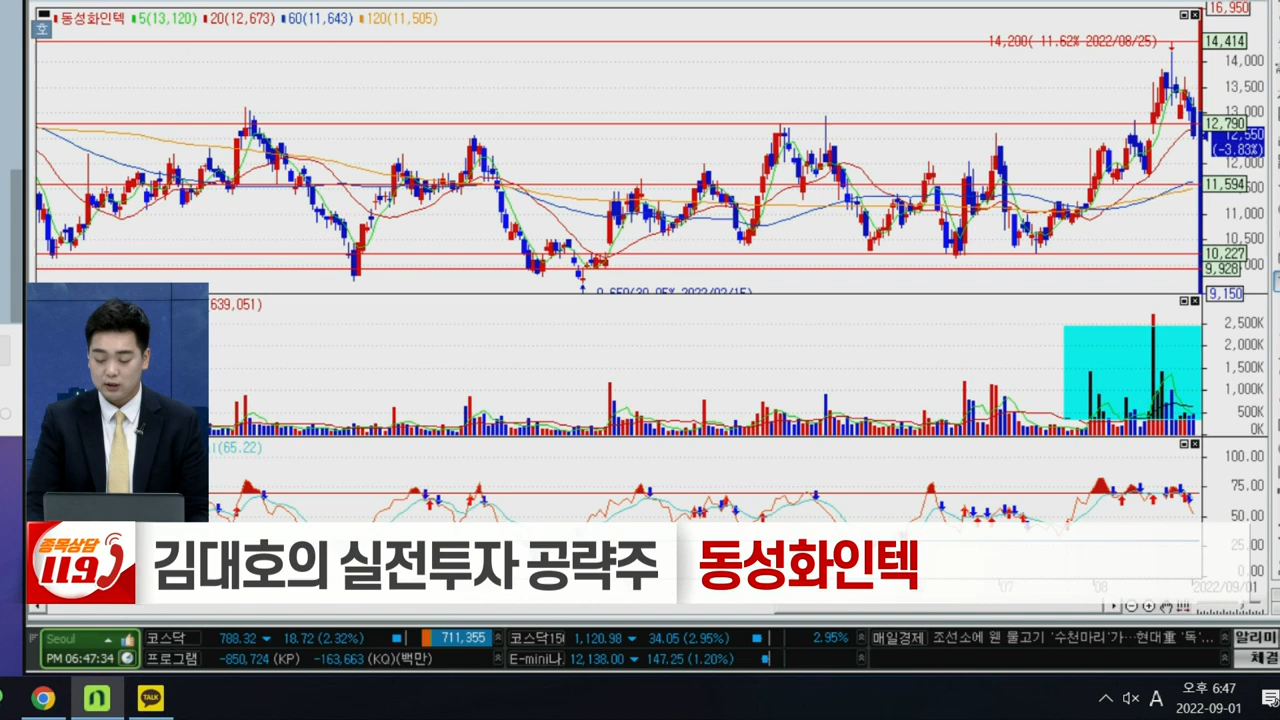 동성화인텍 5(13,120) 20(12,673) 60(11,643) 120(11,505)
호
16,950
14,200( 11.62% 2022/08/25)
14,414
14,000
13,500
13,000
12,790
12,550
(-3.83%)
12,000
11,594
11,000
10,500
10,227
9,928
9,150
639,051)
2,500K
2,000K
1,500K
1,000K
500K
0K
(65.22)
100.00
75.00
50.00
25.00
0.00
07 08 2022/09/01
종목상담
119
김대호의 실전투자 공략주 동성화인텍
Seoul
PM 06:47:34
코스닥 788.32 18.72 (2.32%) 711,355 코스닥15 1,120.98 34.05 (2.95%) 2.95% 매일경제 조선소에 웬 물고기 '수천마리'가…현대重 '독'... 알리미
프로그램 -850,724 (KP) -163,663 (KQ)(백만) E-mini나 12,138.00 147.25 (1.20%) 체결
TALK
A
오후 6:47
2022-09-01